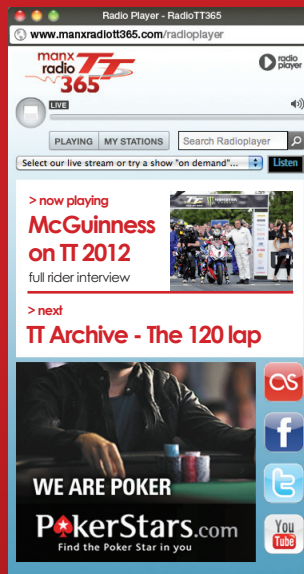 Radio Player - RadioTT365
www.manxradiott365.com/radioplayer
manx
radio TT
365
radio
player
LIVE
PLAYING MY STATIONS Search Radioplayer
Select our live stream or try a show "on demand"... Listen
> now playing
McGuinness
on TT 2012
full rider interview
> next
TT Archive - The 120 lap
WE ARE POKER
PokerStars.com
Find the Poker Star in you
os
f
t
You
Tube